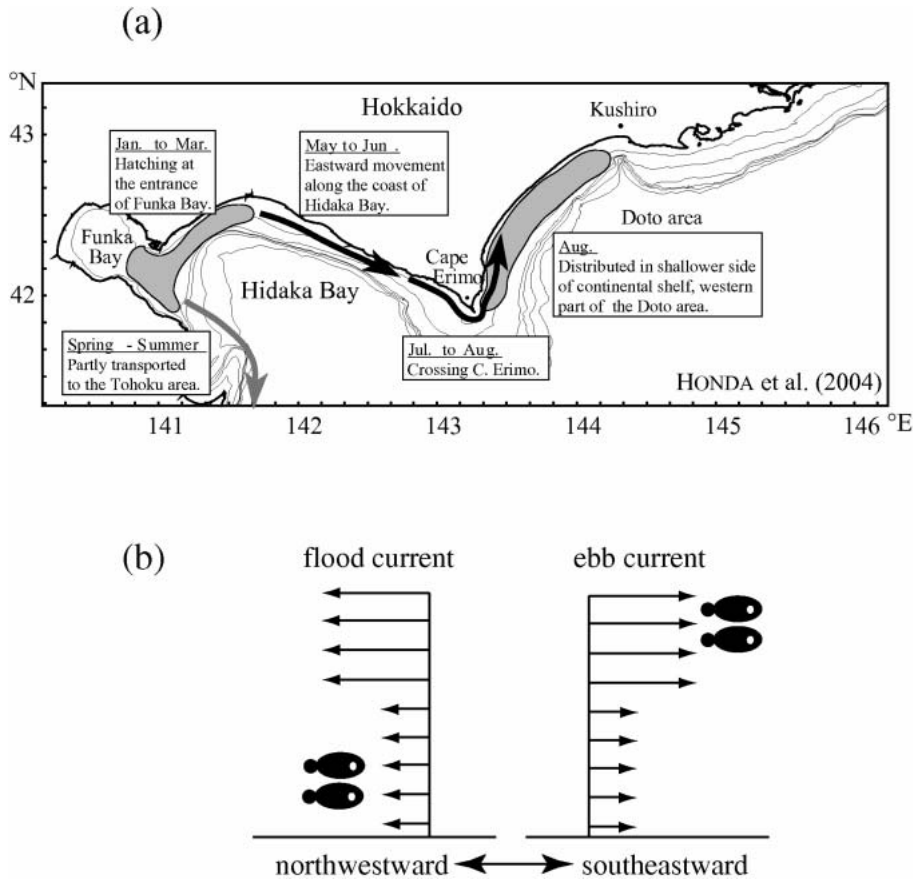 (a)
°N
Hokkaido
Kushiro
43
Jan. to Mar.
Hatching at
the entrance
of Funka Bay.
May to Jun .
Eastward movement
along the coast of
Hidaka Bay.
Funka
Bay
Doto area
Cape
Erimo
Aug.
Distributed in shallower side
of continental shelf, western
part of the Doto area.
42
Hidaka Bay
Spring - Summer
Partly transported
to the Tohoku area.
Jul. to Aug.
Crossing C. Erimo.
HONDA et al. (2004)
141 142 143 144 145 146 °E
(b)
flood current ebb current
northwestward southeastward